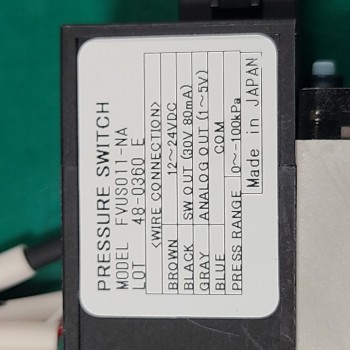 PRESSURE SWITCH
MODEL FVUS011-NA
LOT 48-0360 E
<WIRE CONNECTION>
BROWN 12～24VDC
BLACK SW OUT (30V 80mA)
GRAY ANALOG OUT (1～5V)
BLUE COM
PRESS RANGE 0～-100kPa
Made in JAPAN